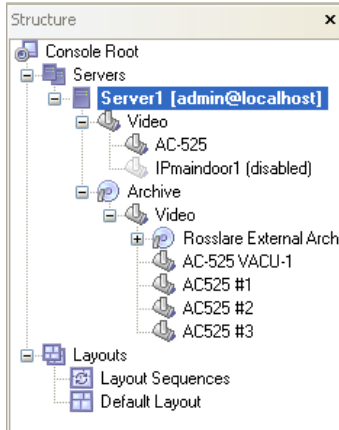 Structure
Console Root
Servers
Server1 [admin@localhost]
Video
AC-525
IPmaindoor1 (disabled)
Archive
Video
Rosslare External Arch
AC-525 VACU-1
AC525 #1
AC525 #2
AC525 #3
Layouts
Layout Sequences
Default Layout